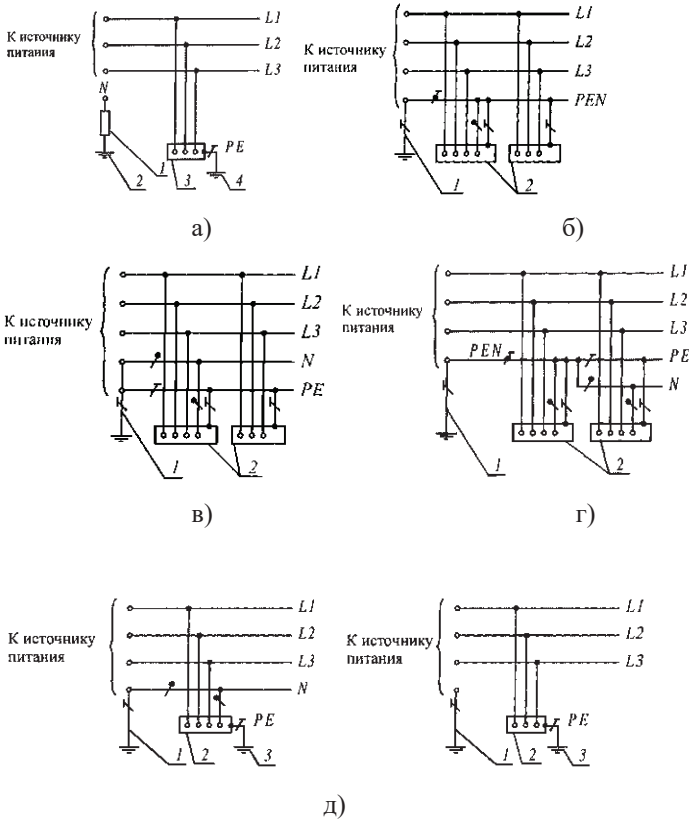 К источнику
питания
L1
L2
L3
N
PE
1
2
3
4
а)
К источнику
питания
L1
L2
L3
PEN
1
2
б)
К источнику
питания
L1
L2
L3
N
PE
1
2
в)
К источнику
питания
L1
L2
L3
PEN
PE
N
1
2
г)
К источнику
питания
L1
L2
L3
N
PE
1
2
3
К источнику
питания
L1
L2
L3
PE
1
2
3
д)